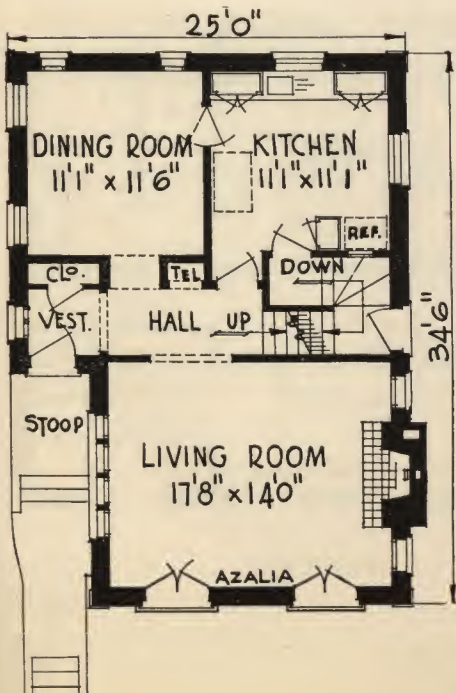 25'0"
DINING ROOM
11'1" x 11'6"
KITCHEN
11'1" x 11'1"
REF.
CLO.
TEL
DOWN
VEST.
HALL
UP
34'6"
STOOP
LIVING ROOM
17'8" x 14'0"
AZALIA